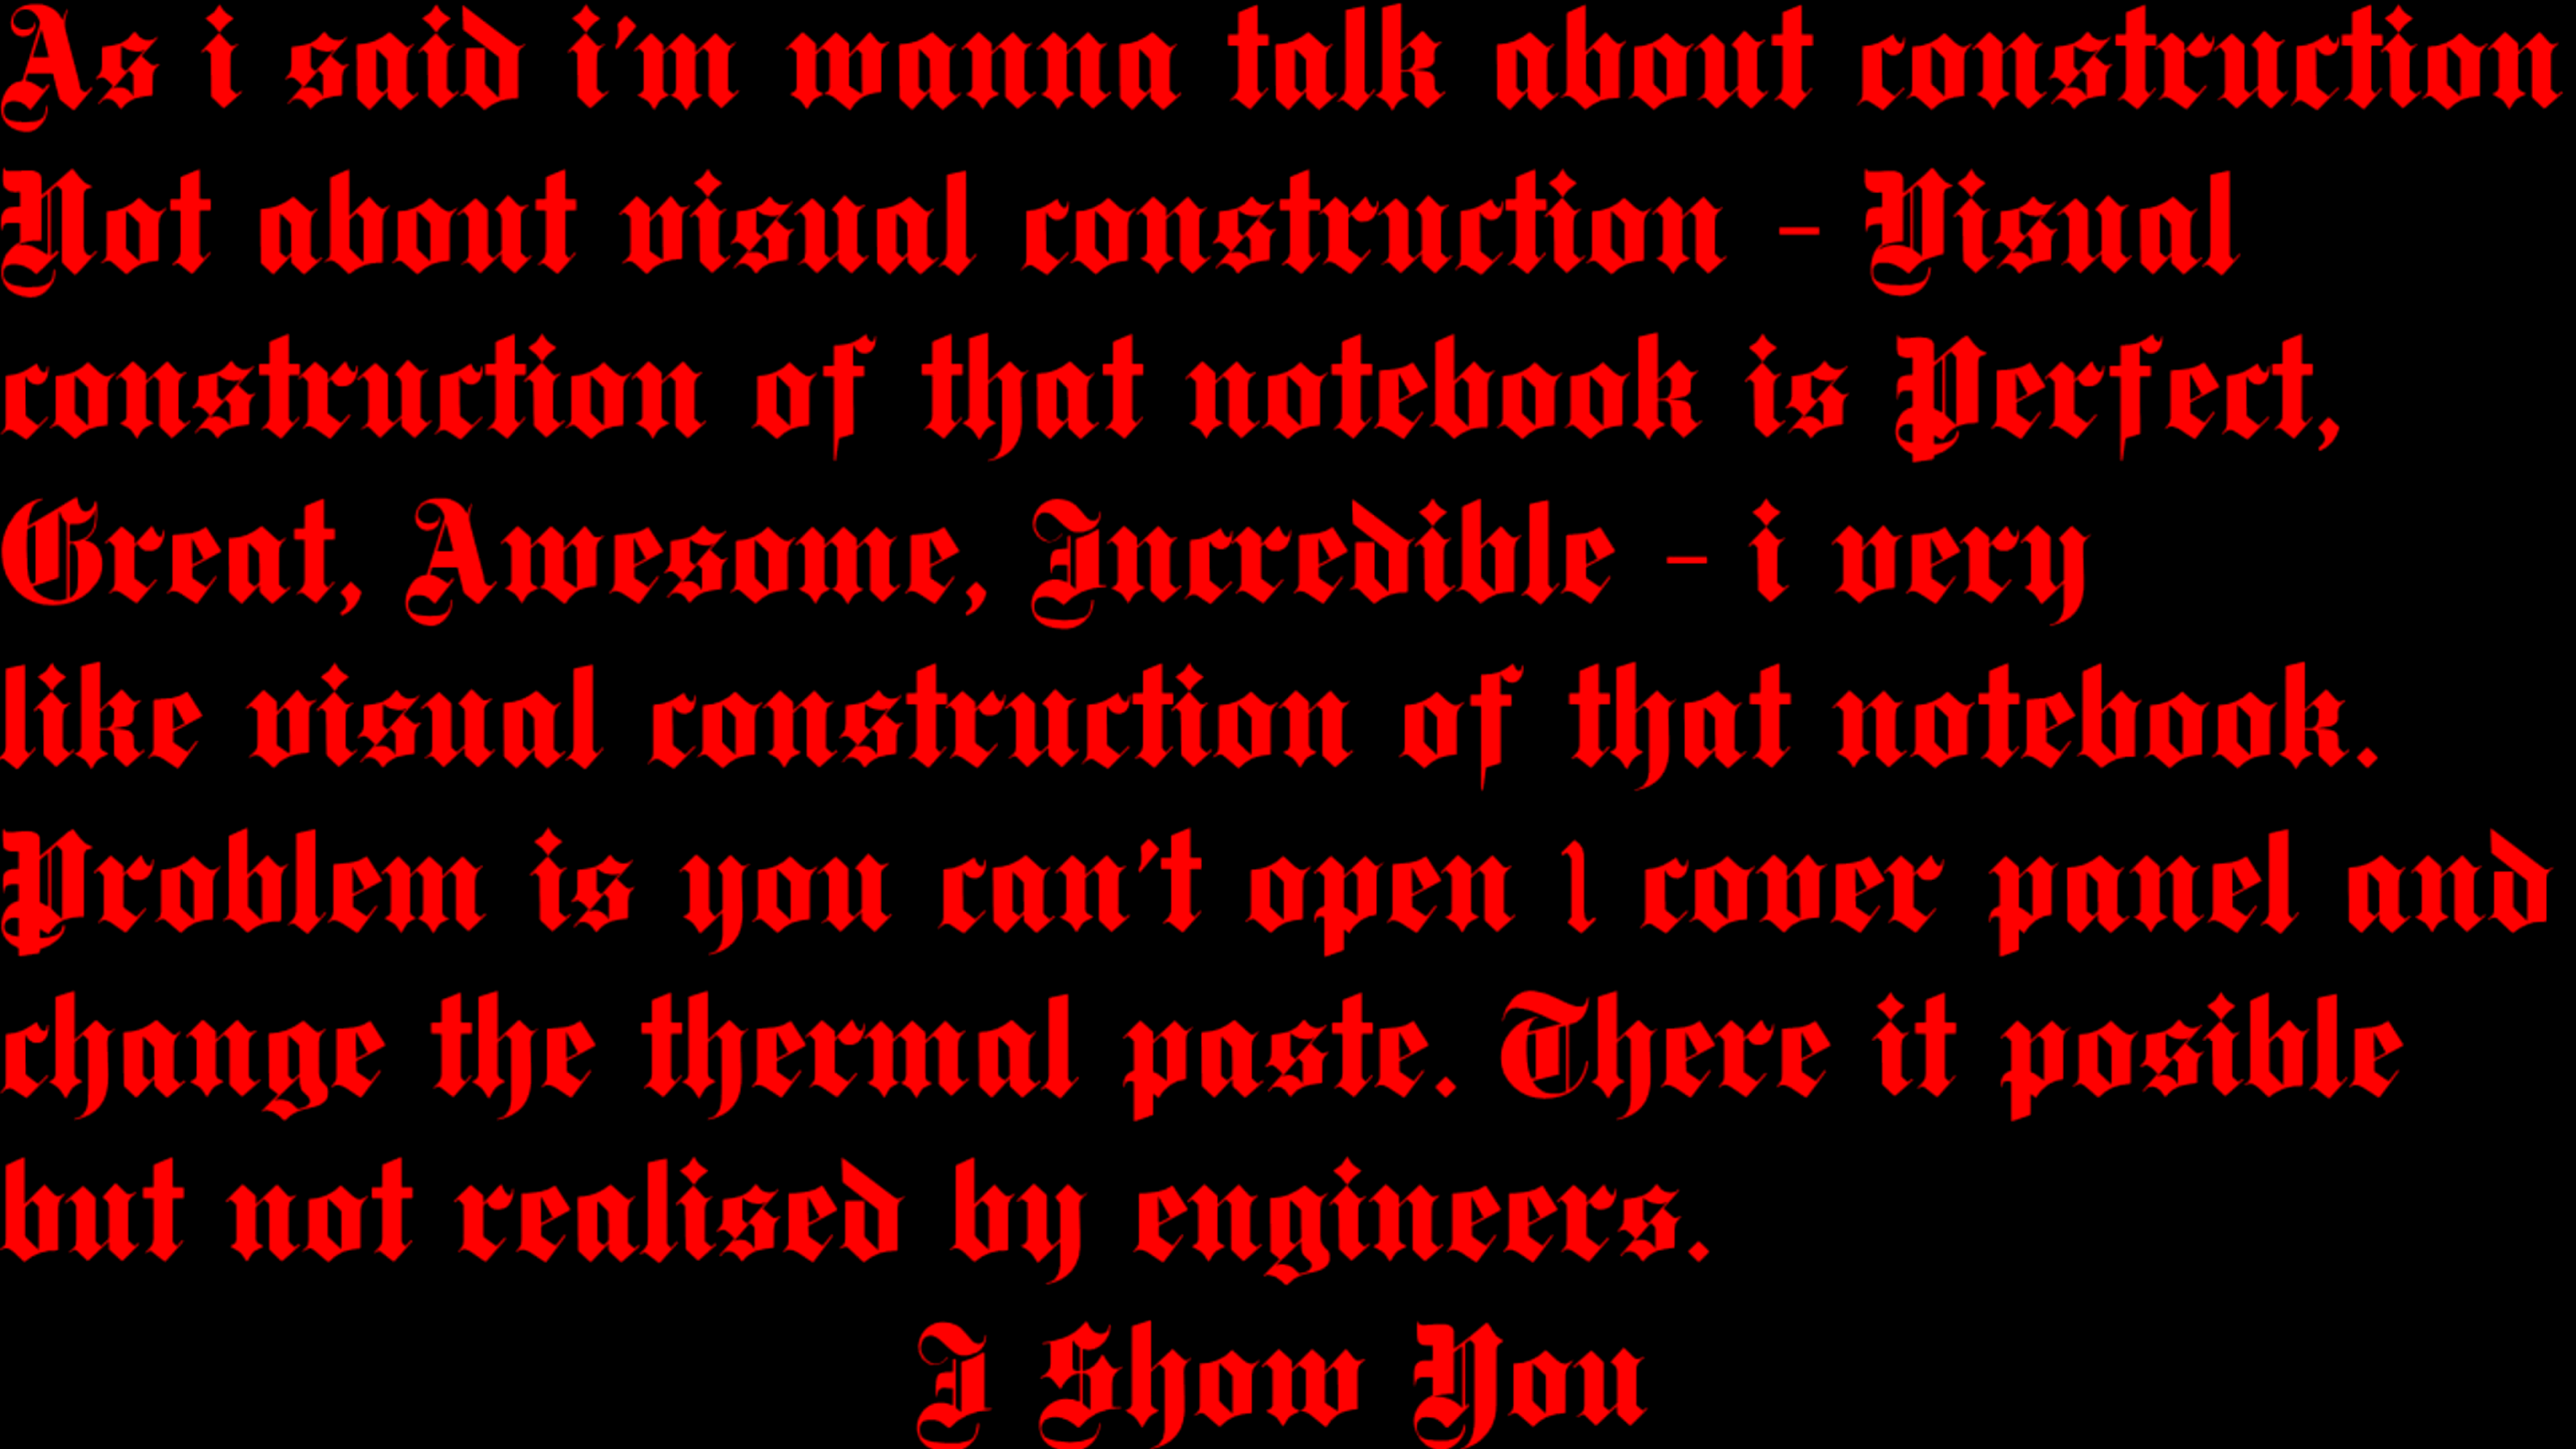 As i said i'm wanna talk about construction
Not about visual construction - Visual
construction of that notebook is Perfect,
Great, Awesome, Incredible - i very
like visual construction of that notebook.
Problem is you can't open 1 cover panel and
change the thermal paste. There it posible
but not realised by engineers.
I Show You